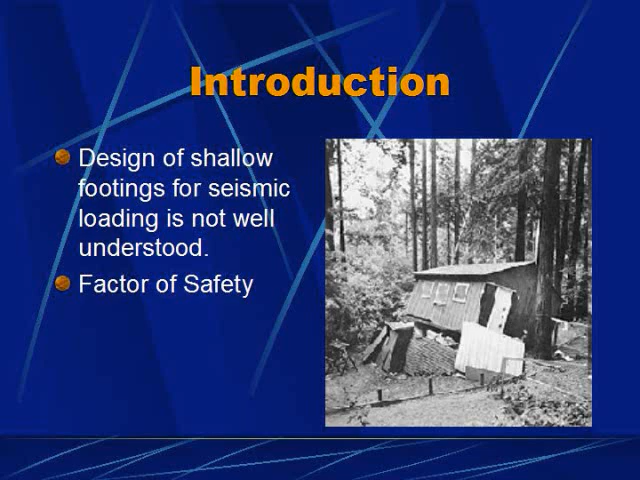 Introduction
Design of shallow
footings for seismic
loading is not well
understood.
Factor of Safety